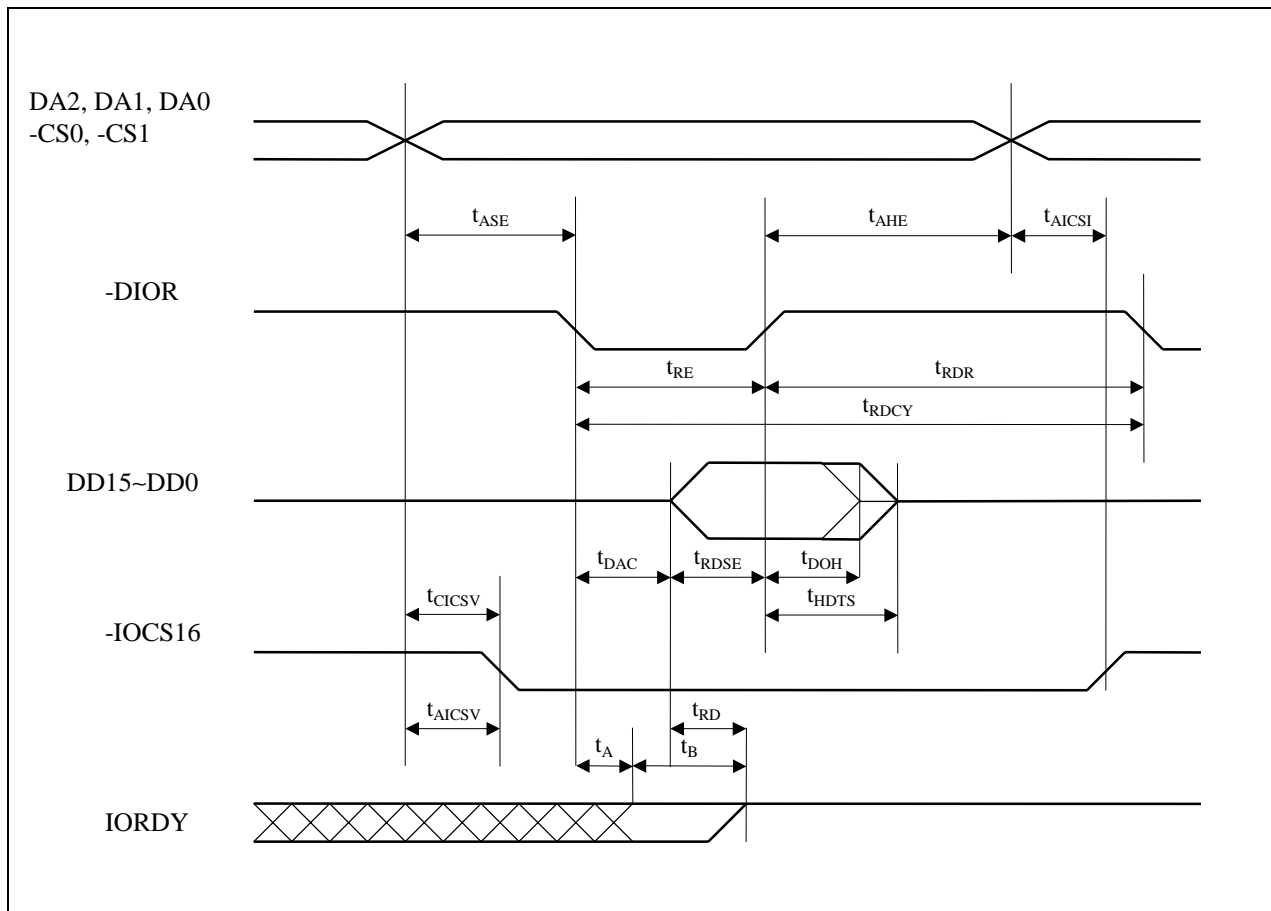 DA2, DA1, DA0
-CS0, -CS1
tASE
tAHE
tAICSI
-DIOR
tRE
tRDR
tRDCY
DD15~DD0
tDAC
tRDSE
tDOH
tHDTS
tCICSV
-IOCS16
tAICSV
tRD
tA
tB
IORDY